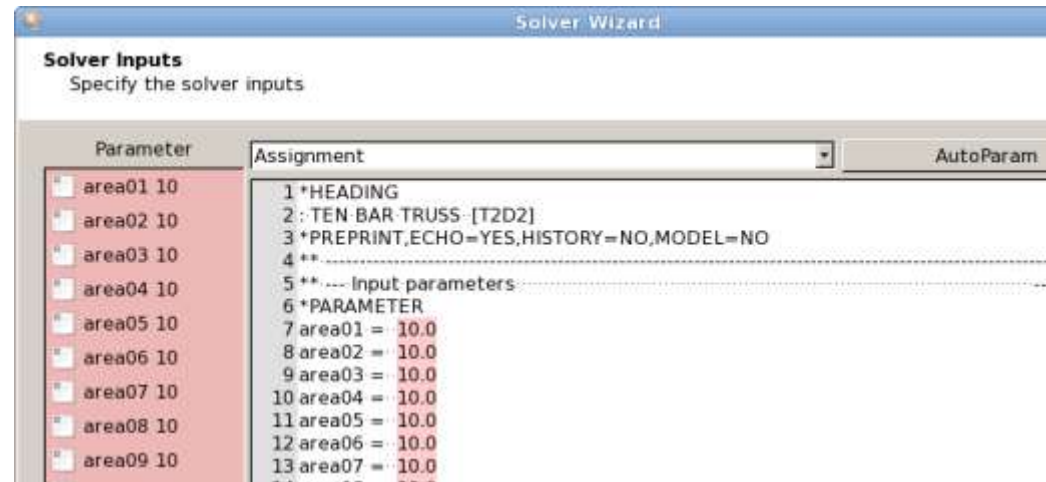 Solver Wizard
Solver Inputs
Specify the solver inputs
Parameter
Assignment
AutoParam
area01 10
area02 10
area03 10
area04 10
area05 10
area06 10
area07 10
area08 10
area09 10
1 *HEADING
2 : TEN BAR TRUSS [T2D2]
3 *PREPRINT,ECHO=YES,HISTORY=NO,MODEL=NO
4 ** ------------------------------------------------
5 ** --- Input parameters --
6 *PARAMETER
7 area01 = 10.0
8 area02 = 10.0
9 area03 = 10.0
10 area04 = 10.0
11 area05 = 10.0
12 area06 = 10.0
13 area07 = 10.0